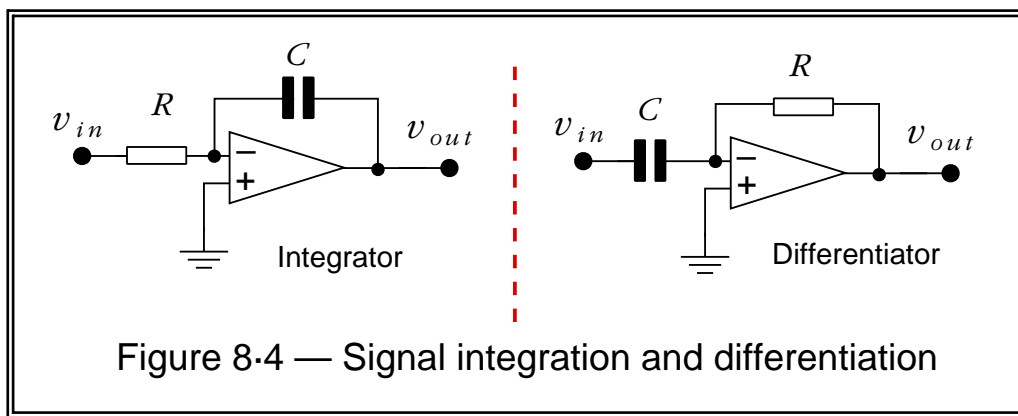 C
R
v in
v out
−
+
Integrator
R
C
v in
v out
−
+
Differentiator
Figure 8·4 — Signal integration and differentiation